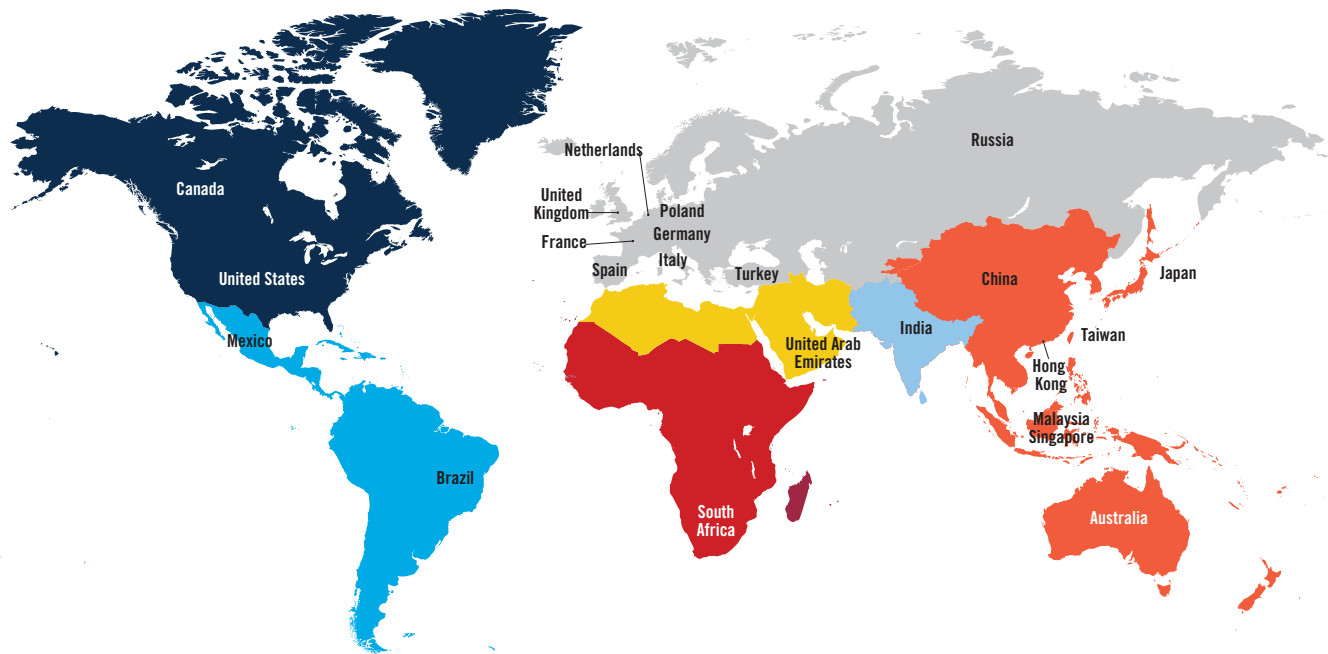 Canada
United States
Mexico
Brazil
Netherlands
United
Kingdom
France
Spain
Poland
Germany
Italy
Turkey
Russia
United Arab
Emirates
South
Africa
India
China
Japan
Taiwan
Hong
Kong
Malaysia
Singapore
Australia